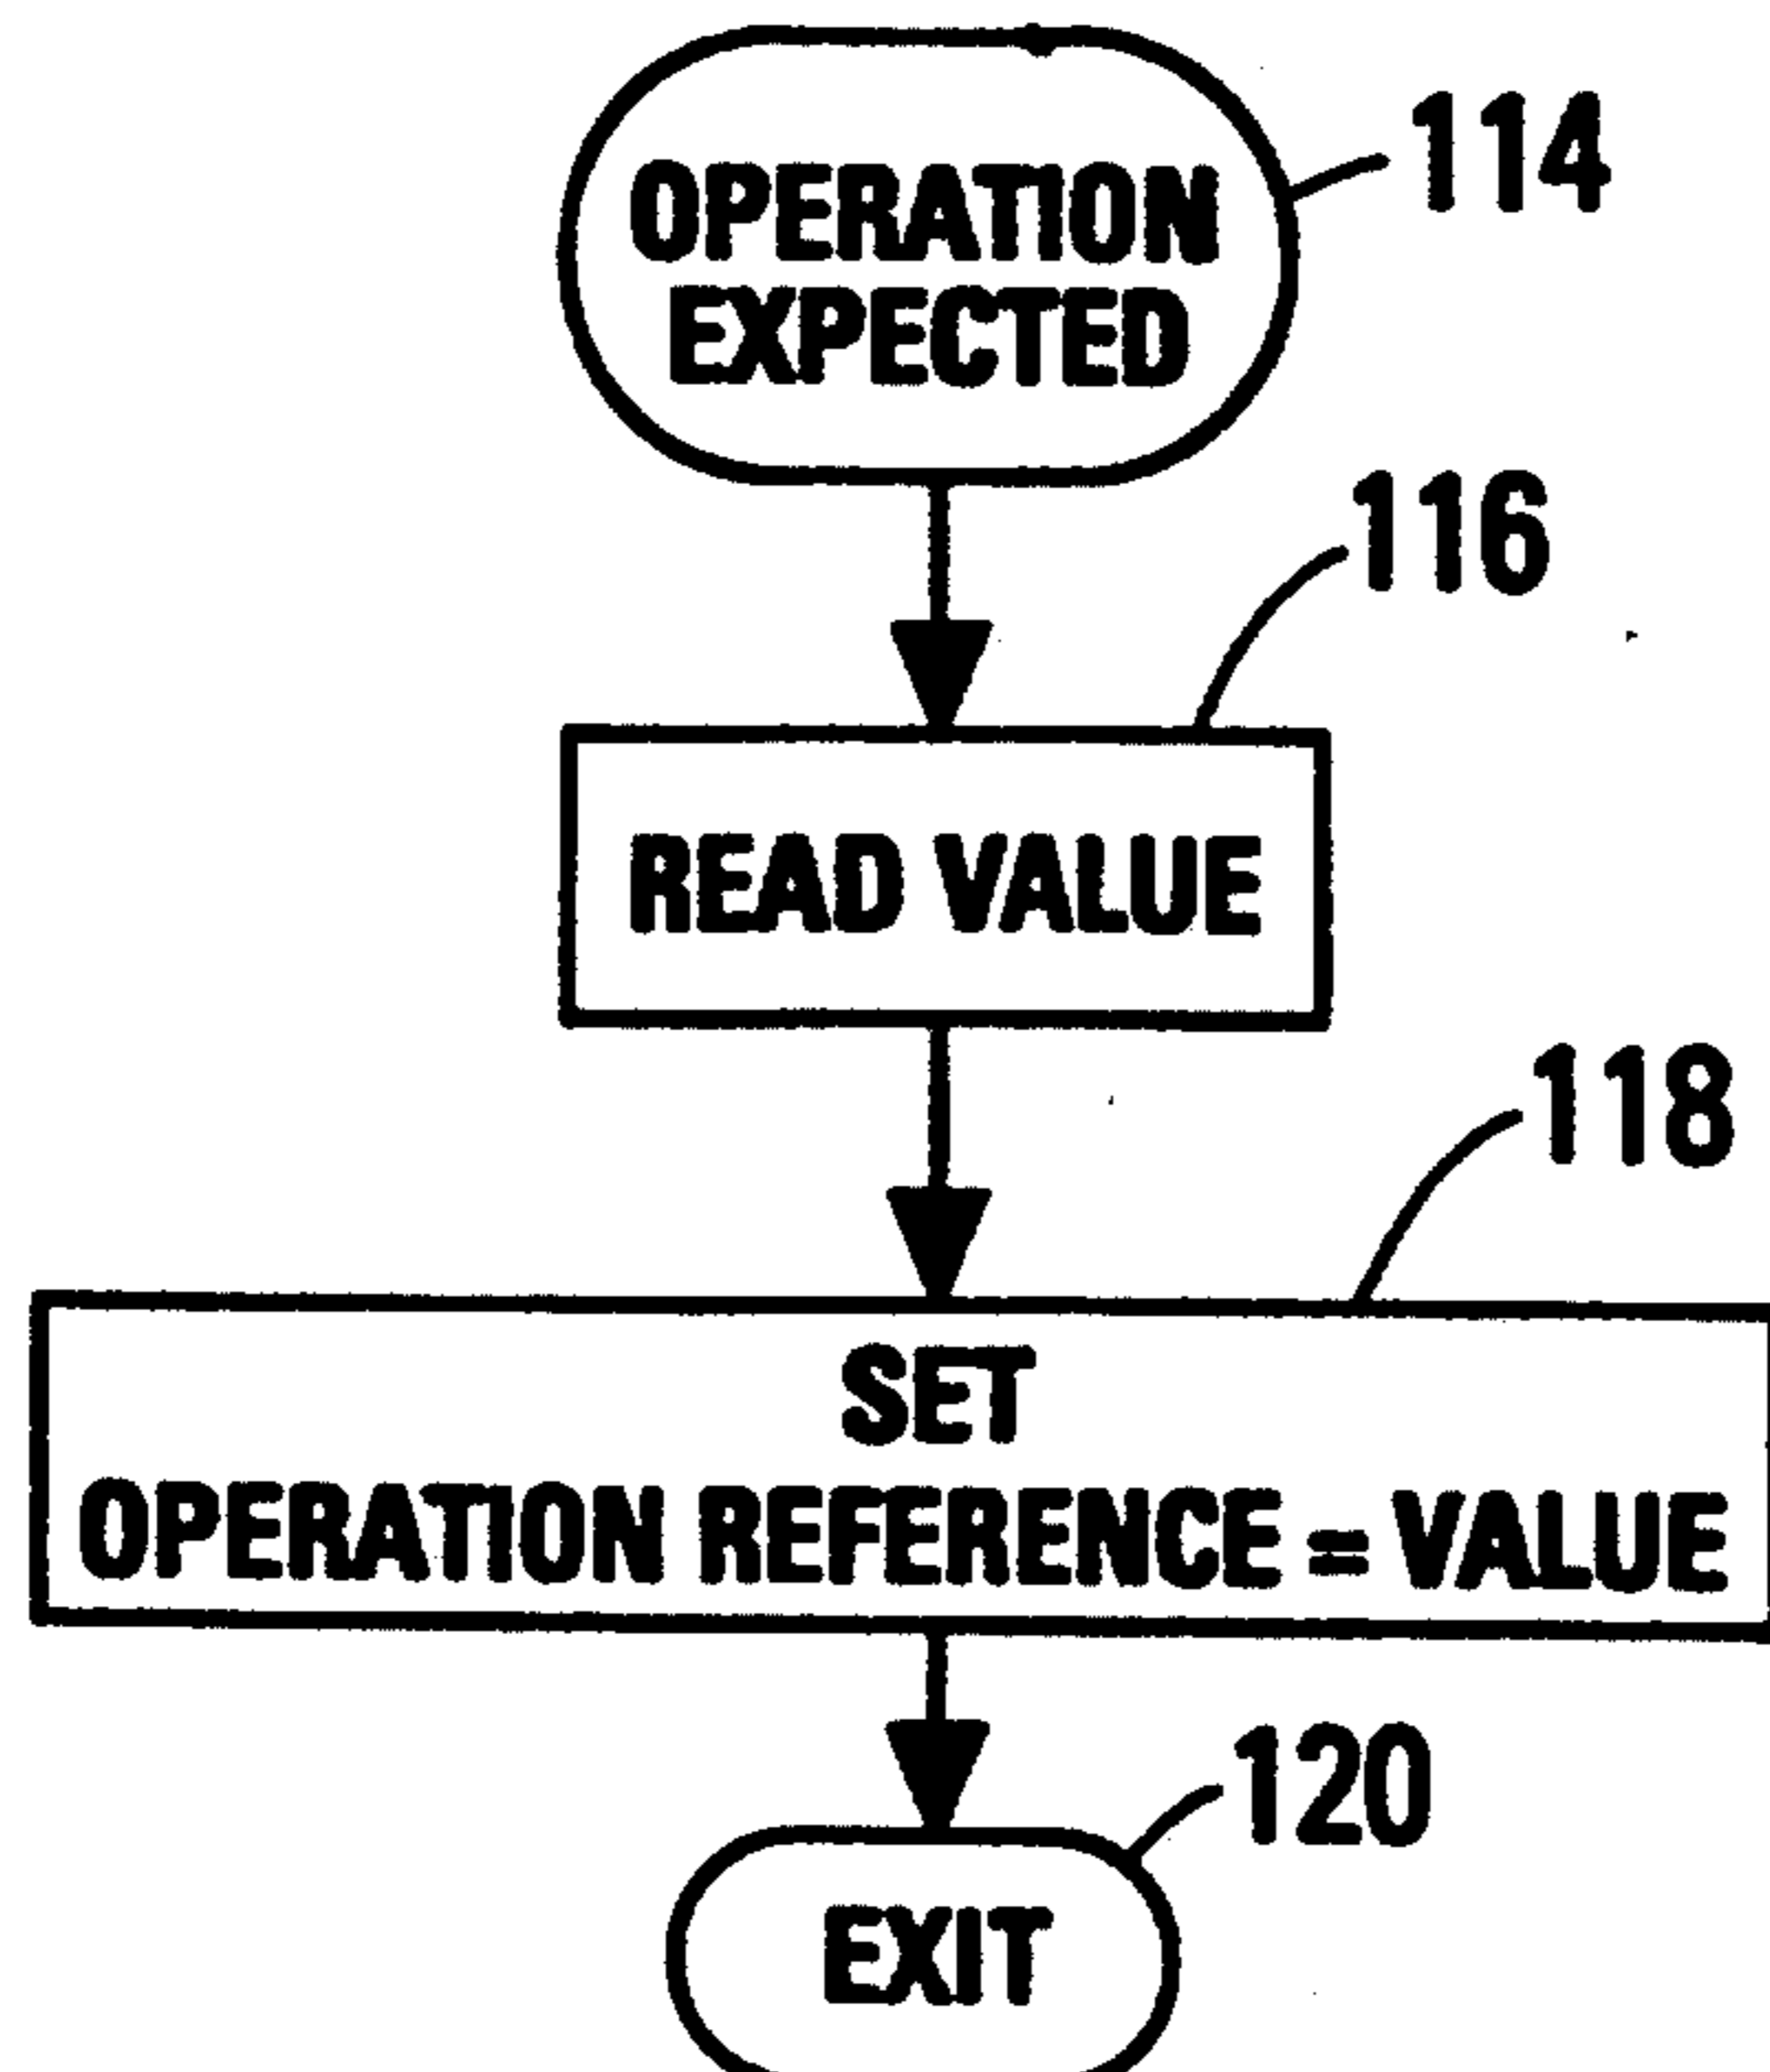 114
OPERATION
EXPECTED
116
READ VALUE
118
SET
OPERATION REFERENCE = VALUE
120
EXIT